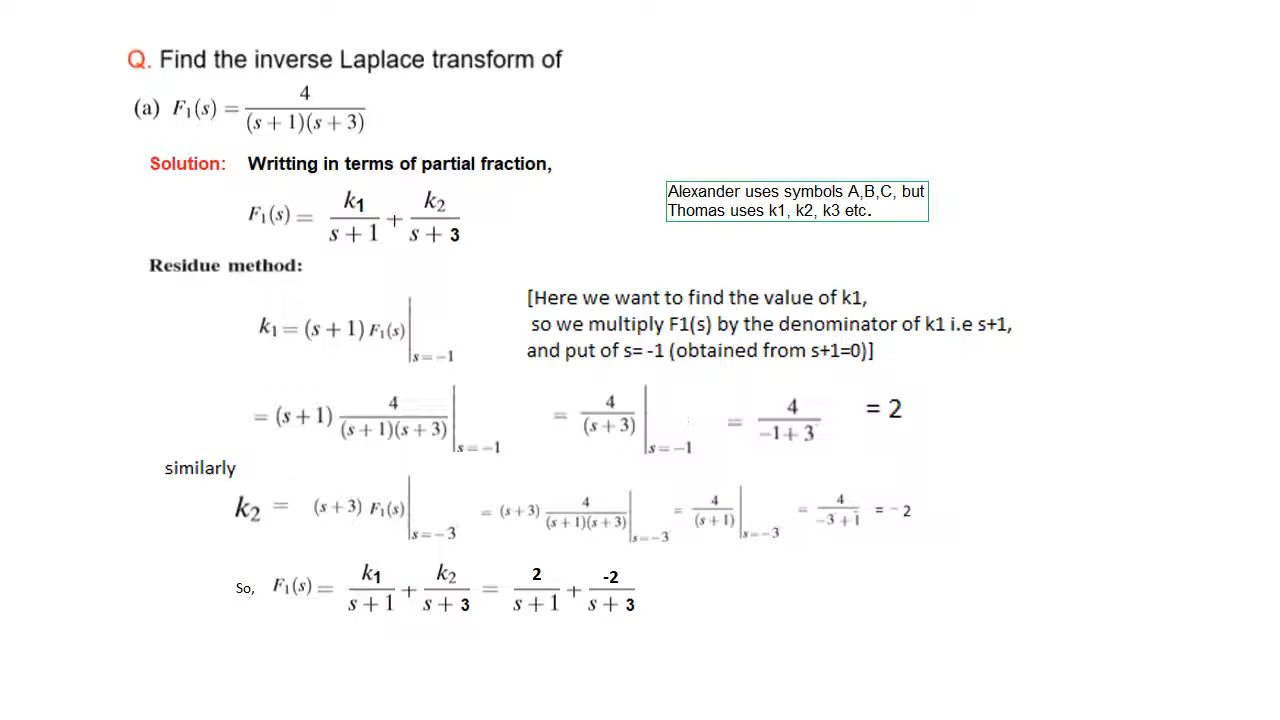 Q. Find the inverse Laplace transform of
(a) F₁(s) = 4 / (s + 1)(s + 3)
Solution: Writting in terms of partial fraction,
F₁(s) = k₁ / s + 1 + k₂ / s + 3
Alexander uses symbols A,B,C, but
Thomas uses k1, k2, k3 etc.
Residue method:
k₁ = (s + 1) F₁(s) |s = −1
[Here we want to find the value of k1,
so we multiply F1(s) by the denominator of k1 i.e s+1,
and put of s= -1 (obtained from s+1=0)]
= (s + 1) 4 / (s + 1)(s + 3) |s = −1 = 4 / (s + 3) |s = −1 = 4 / −1 + 3 = 2
similarly
k₂ = (s + 3) F₁(s) |s = −3 = (s + 3) 4 / (s + 1)(s + 3) |s = −3 = 4 / (s + 1) |s = −3 = 4 / −3 + 1 = − 2
So, F₁(s) = k₁ / s + 1 + k₂ / s + 3 = 2 / s + 1 + -2 / s + 3